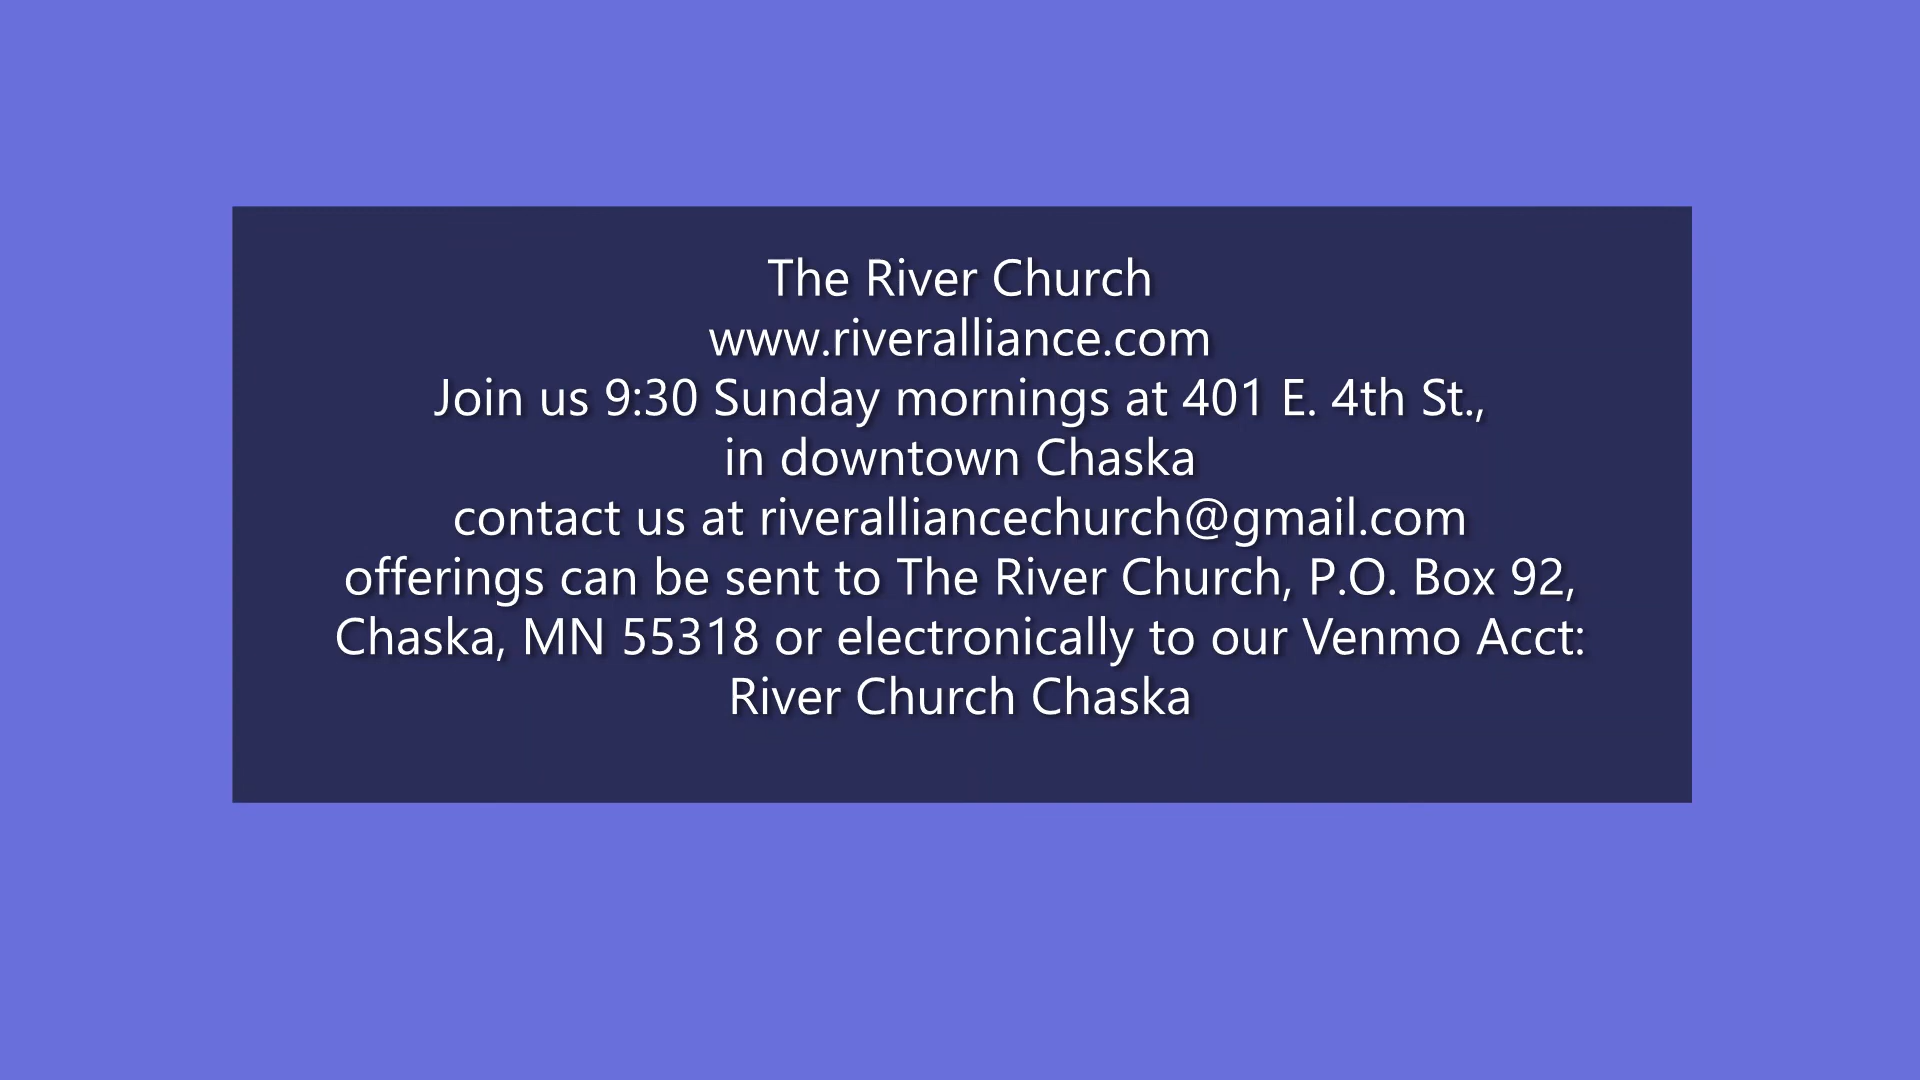 The River Church
www.riveralliance.com
Join us 9:30 Sunday mornings at 401 E. 4th St.,
in downtown Chaska
contact us at riveralliancechurch@gmail.com
offerings can be sent to The River Church, P.O. Box 92,
Chaska, MN 55318 or electronically to our Venmo Acct:
River Church Chaska